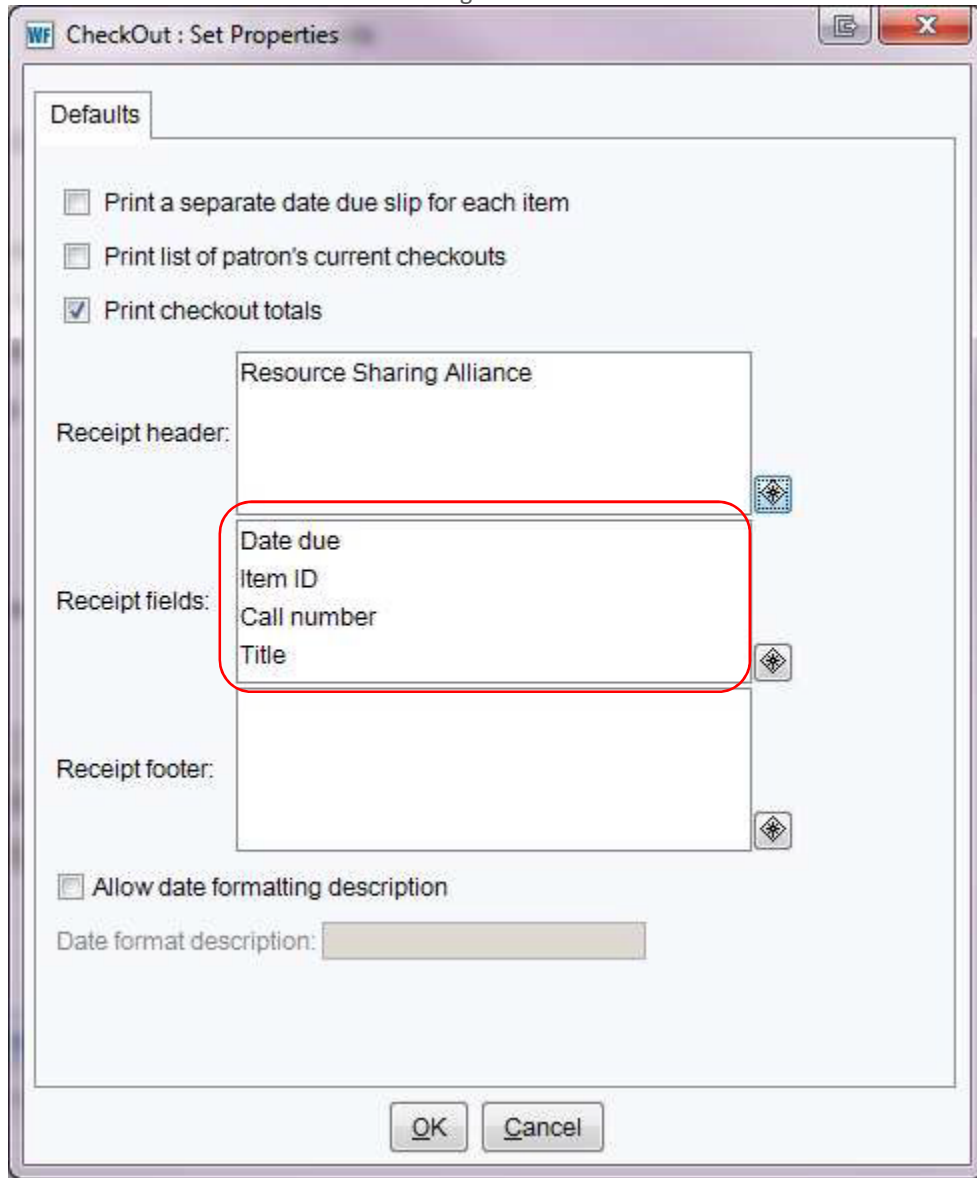 WF CheckOut : Set Properties
Defaults
Print a separate date due slip for each item
Print list of patron's current checkouts
Print checkout totals
Receipt header:
Resource Sharing Alliance
Receipt fields:
Date due
Item ID
Call number
Title
Receipt footer:
Allow date formatting description
Date format description:
OK Cancel